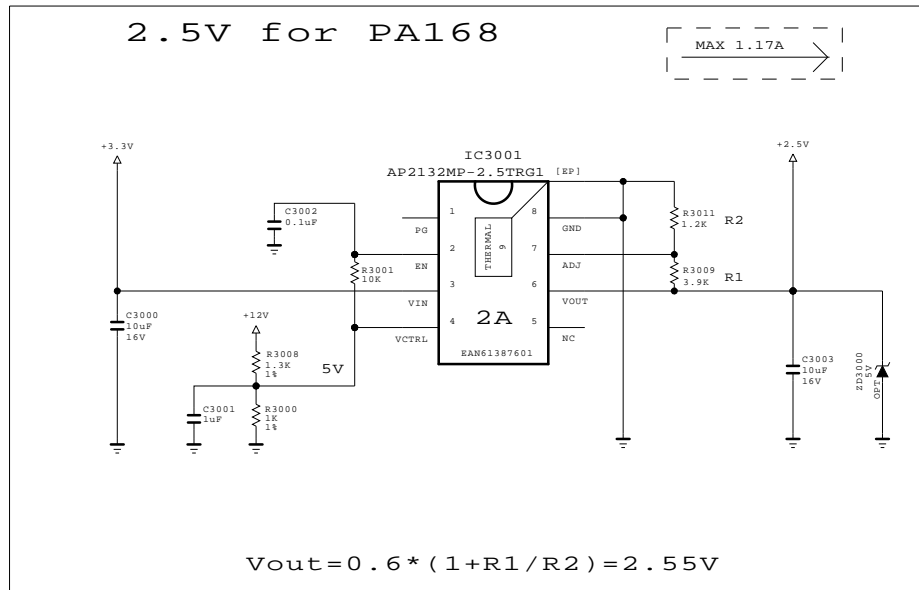 2.5V for PA168
MAX 1.17A
+3.3V
+2.5V
IC3001
AP2132MP-2.5TRG1
[EP]
C3002
0.1uF
1
PG
2
EN
3
VIN
4
VCTRL
THERMAL
9
8
GND
7
ADJ
6
VOUT
5
NC
2A
EAN61387601
R3001
10K
R3011
1.2K
R2
R3009
3.9K
R1
C3000
10uF
16V
+12V
R3008
1.3K
1%
5V
C3001
1uF
R3000
1K
1%
C3003
10uF
16V
ZD3000
5V
OPT
Vout=0.6*(1+R1/R2)=2.55V